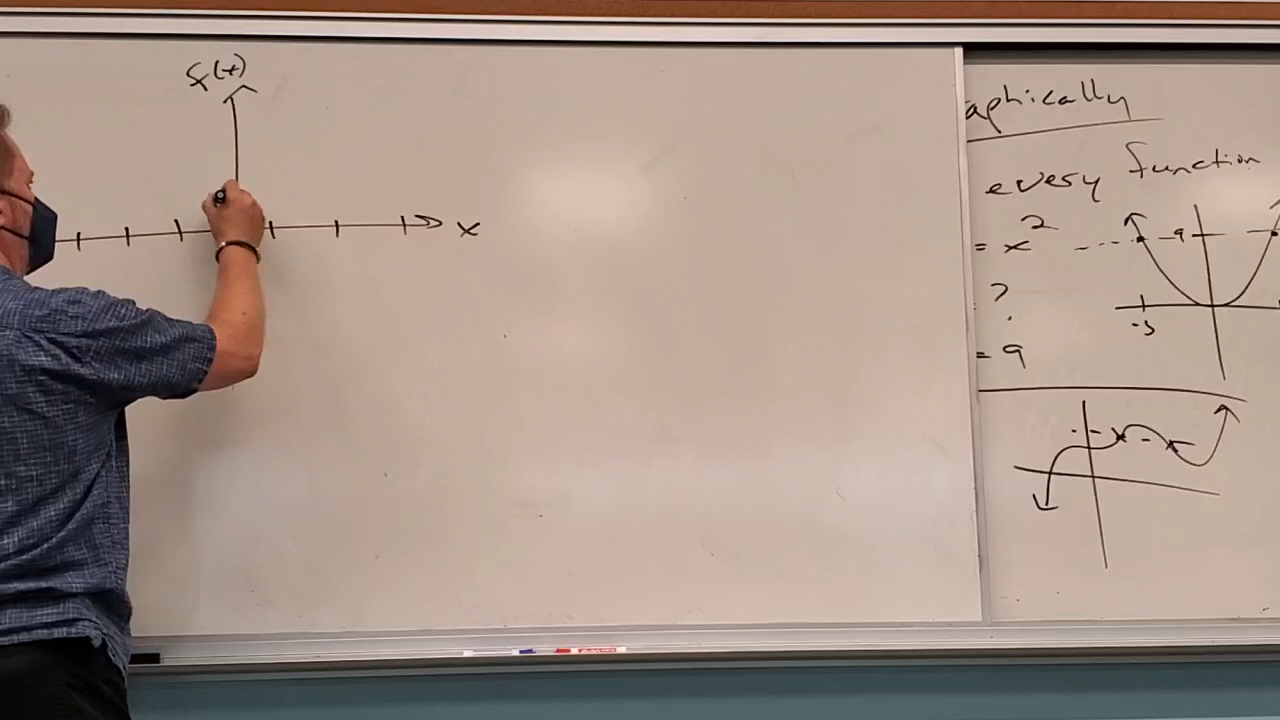 f(x)
x
aphically
every function
= x²
9
?
-3
= 9